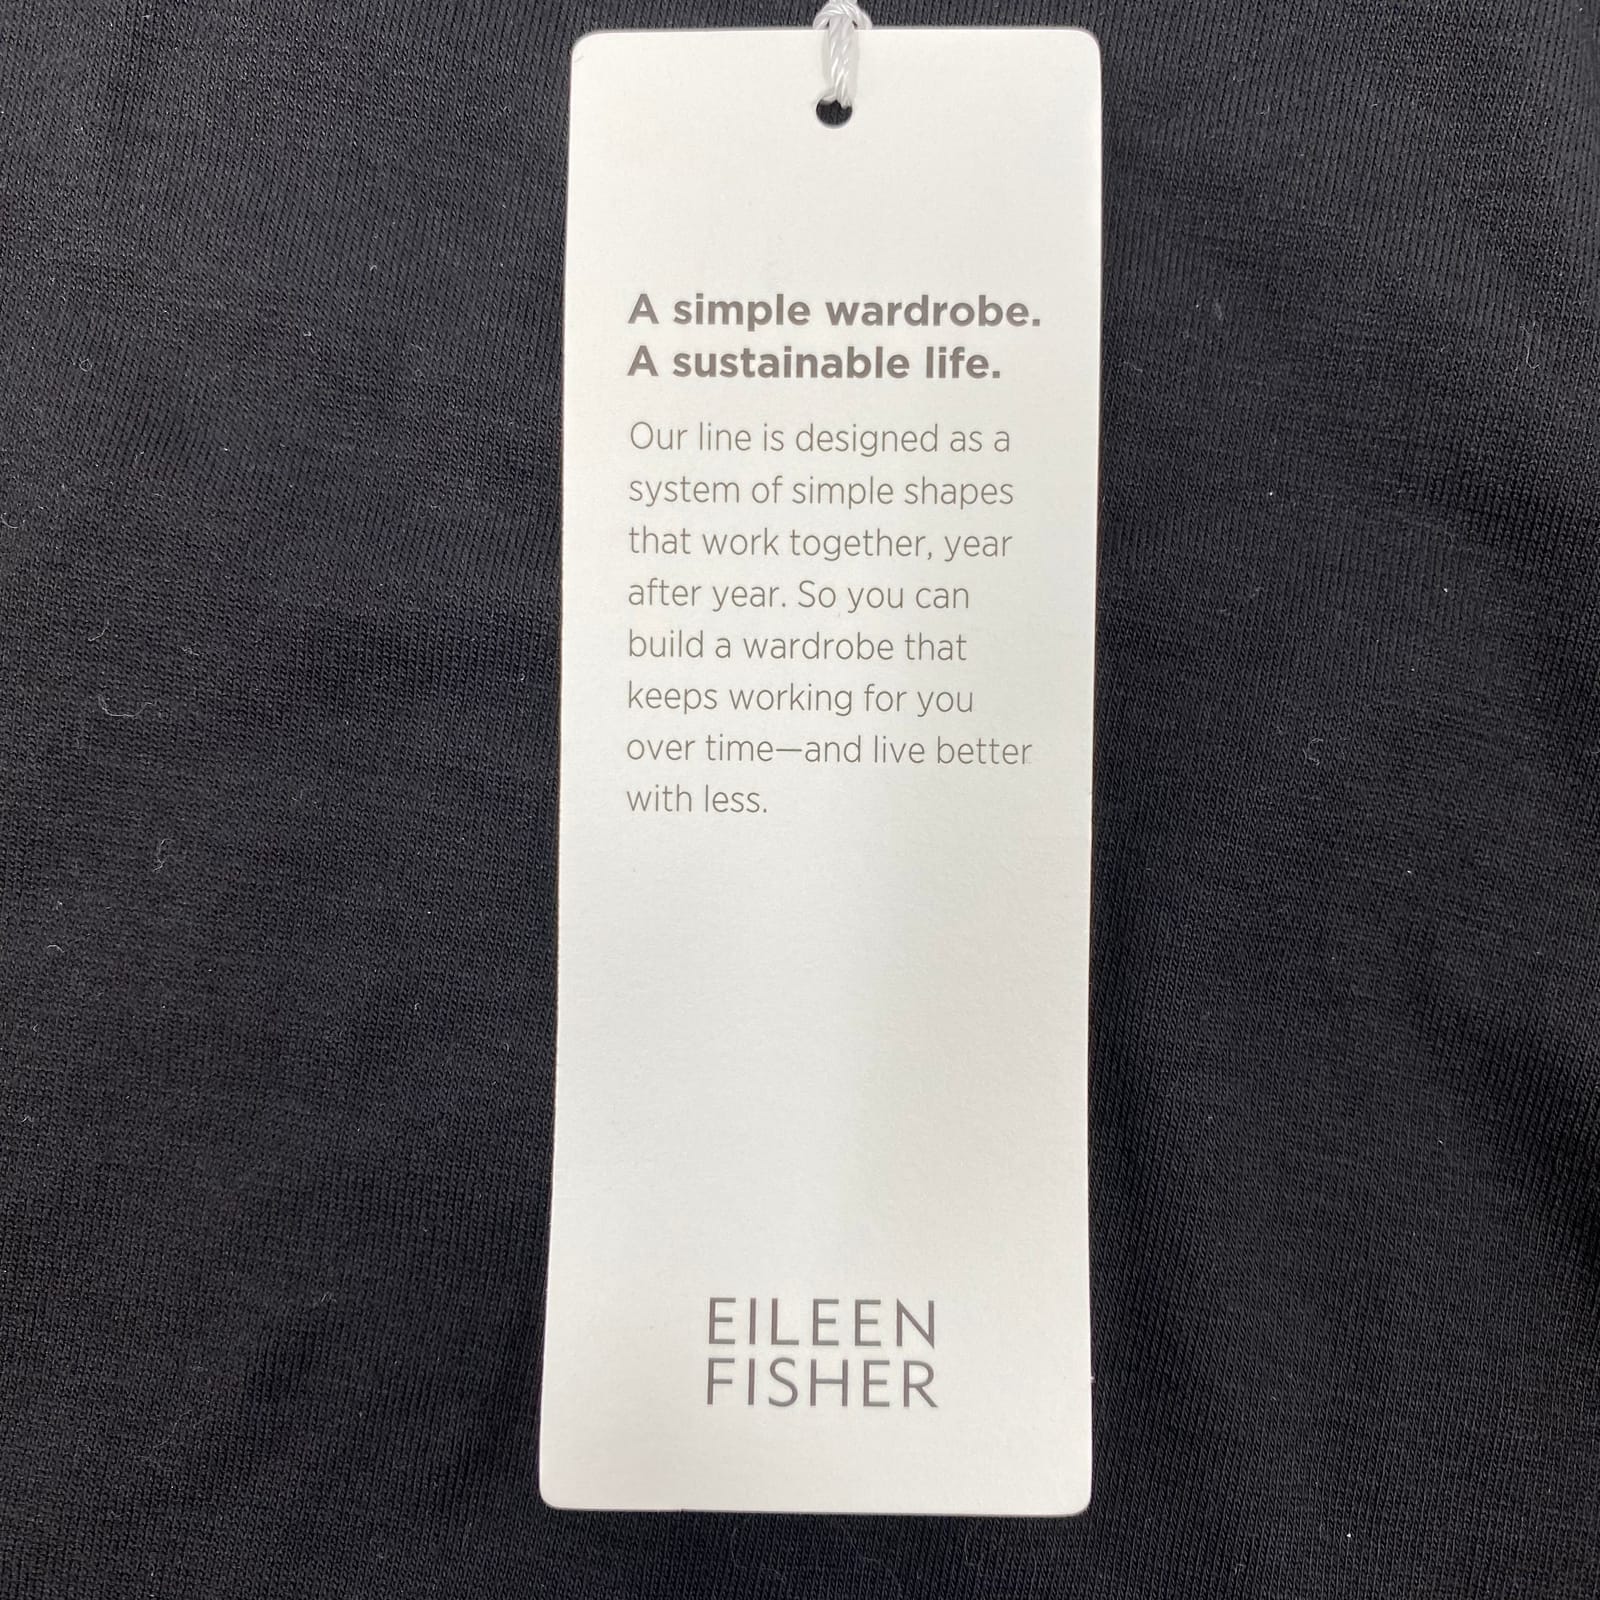 A simple wardrobe.
A sustainable life.
Our line is designed as a
system of simple shapes
that work together, year
after year. So you can
build a wardrobe that
keeps working for you
over time—and live better
with less.
EILEEN
FISHER